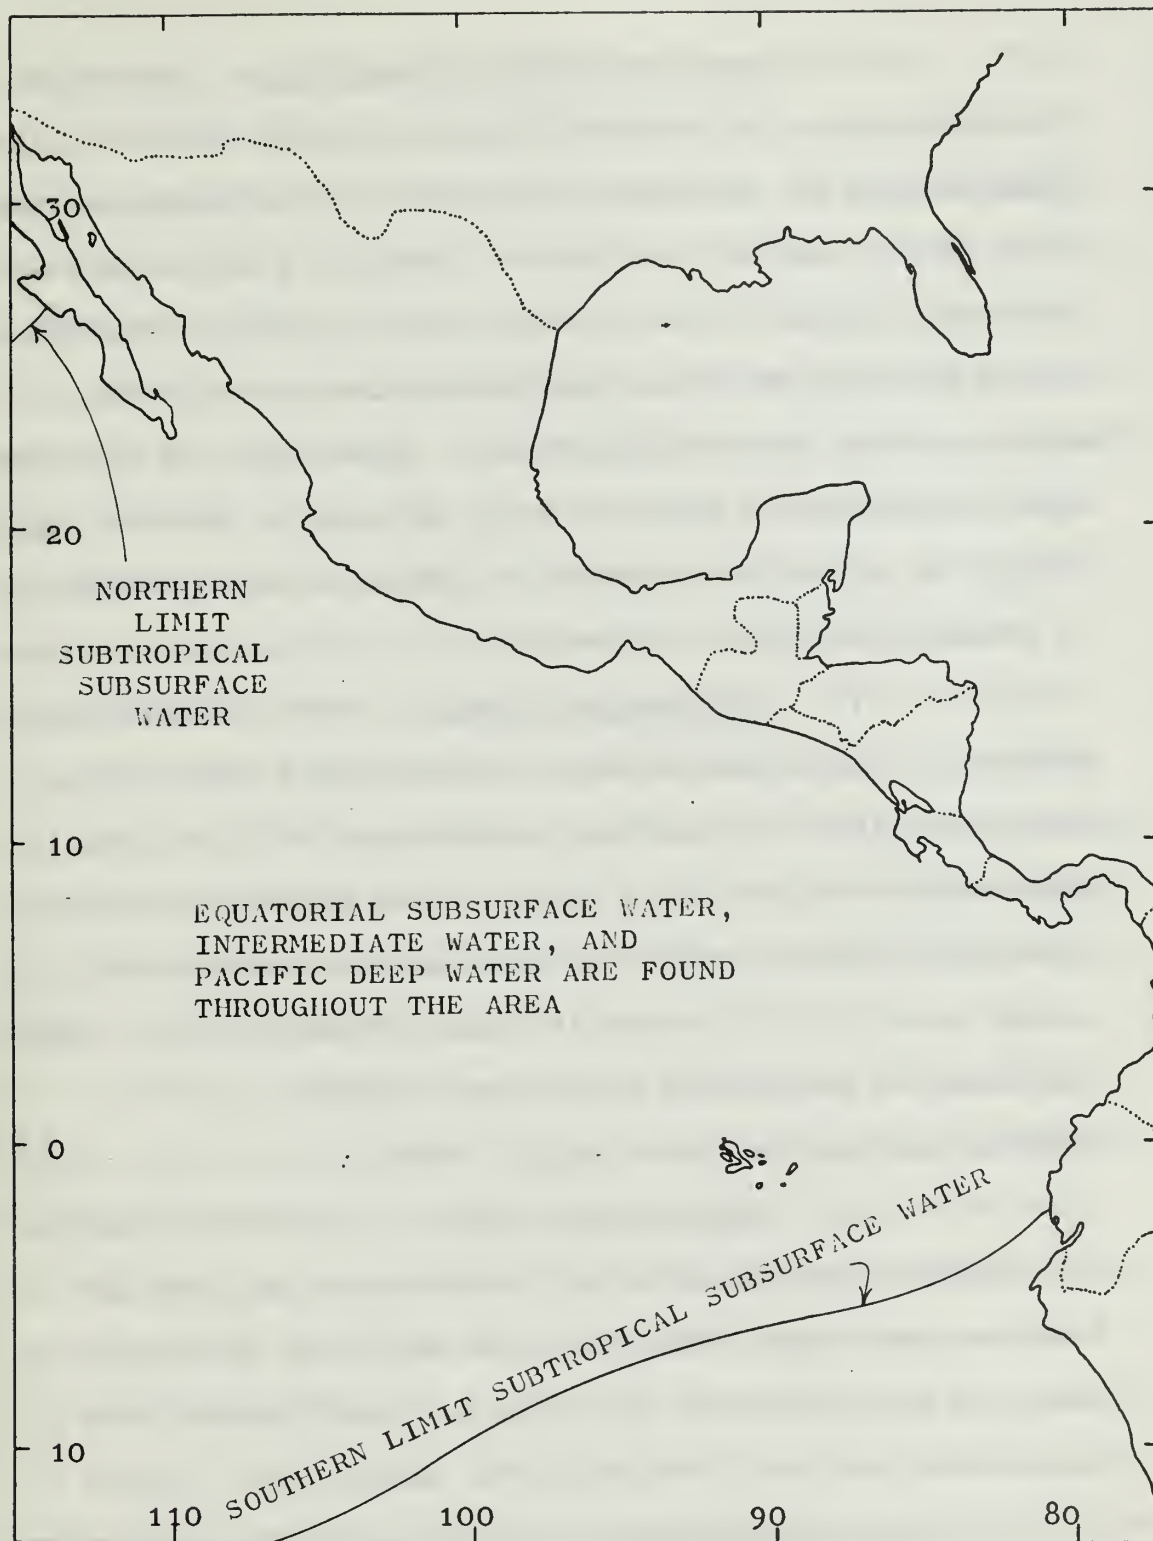 30
20
NORTHERN
LIMIT
SUBTROPICAL
SUBSURFACE
WATER
10
EQUATORIAL SUBSURFACE WATER,
INTERMEDIATE WATER, AND
PACIFIC DEEP WATER ARE FOUND
THROUGHOUT THE AREA
0
SOUTHERN LIMIT SUBTROPICAL SUBSURFACE WATER
10
110
100
90
80